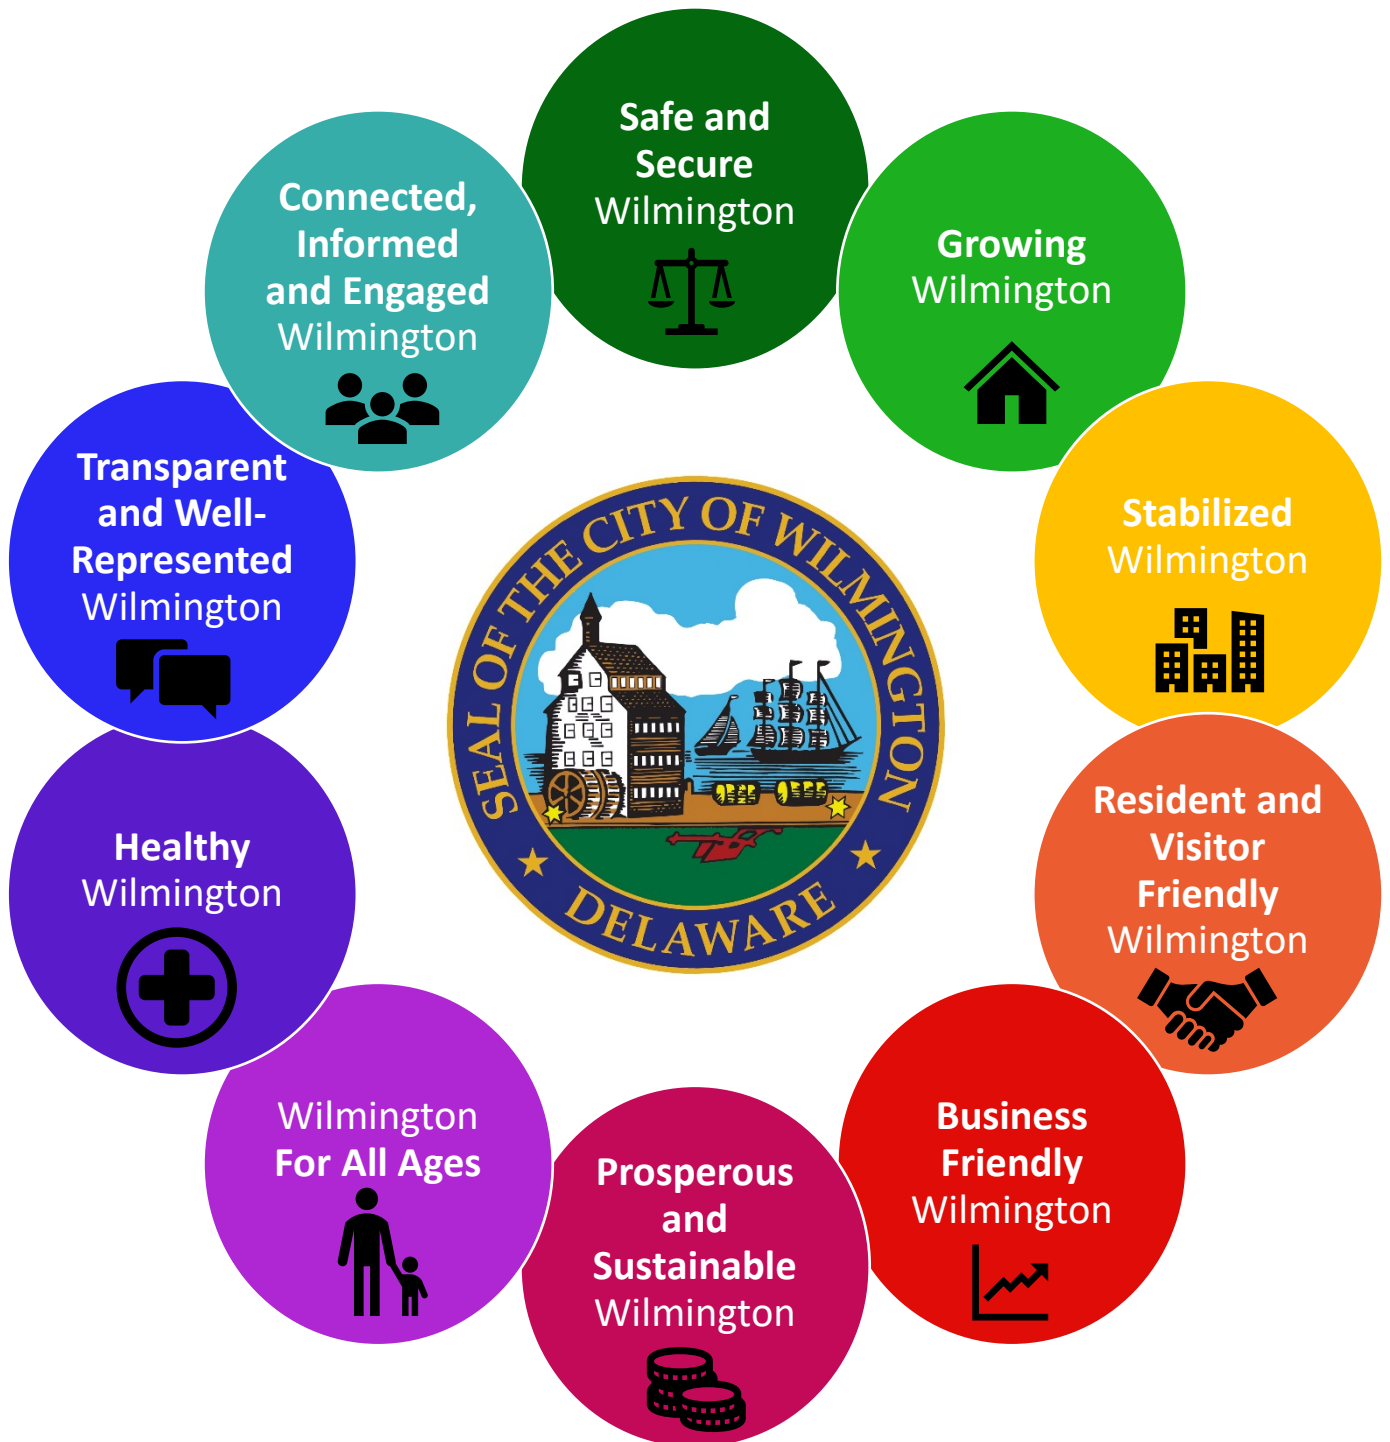 Safe and
Secure
Wilmington
Growing
Wilmington
Stabilized
Wilmington
Resident and
Visitor
Friendly
Wilmington
Business
Friendly
Wilmington
Prosperous
and
Sustainable
Wilmington
Wilmington
For All Ages
Healthy
Wilmington
Transparent
and Well-
Represented
Wilmington
Connected,
Informed
and Engaged
Wilmington
SEAL OF THE CITY OF WILMINGTON
DELAWARE